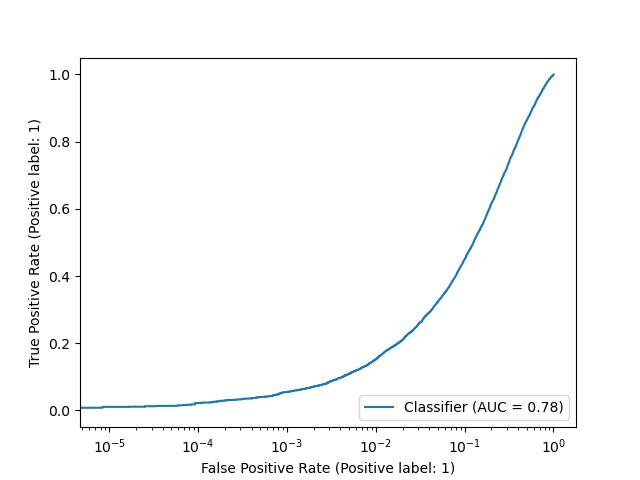 1.0
0.8
0.6
0.4
0.2
0.0
True Positive Rate (Positive label: 1)
10⁻⁵ 10⁻⁴ 10⁻³ 10⁻² 10⁻¹ 10⁰
False Positive Rate (Positive label: 1)
Classifier (AUC = 0.78)